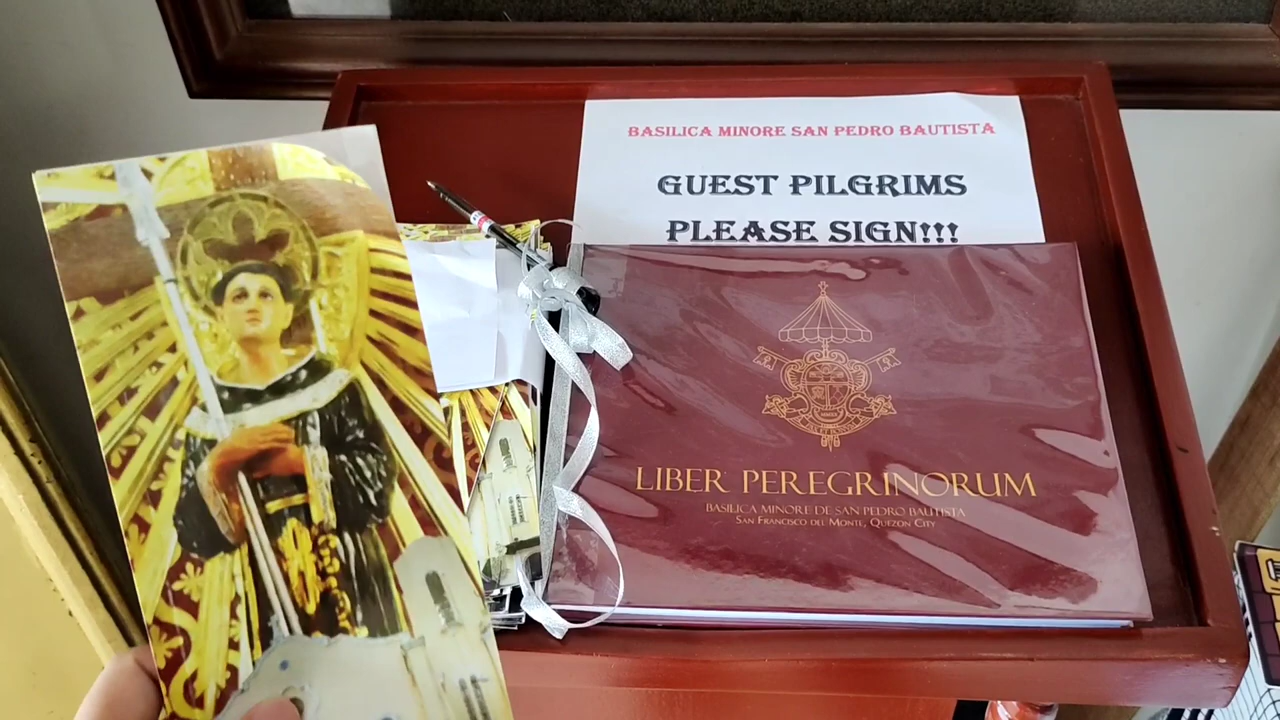 BASILICA MINORE SAN PEDRO BAUTISTA
GUEST PILGRIMS
PLEASE SIGN!!!
LIBER PEREGRINORUM
BASILICA MINORE DE SAN PEDRO BAUTISTA
SAN FRANCISCO DEL MONTE, QUEZON CITY